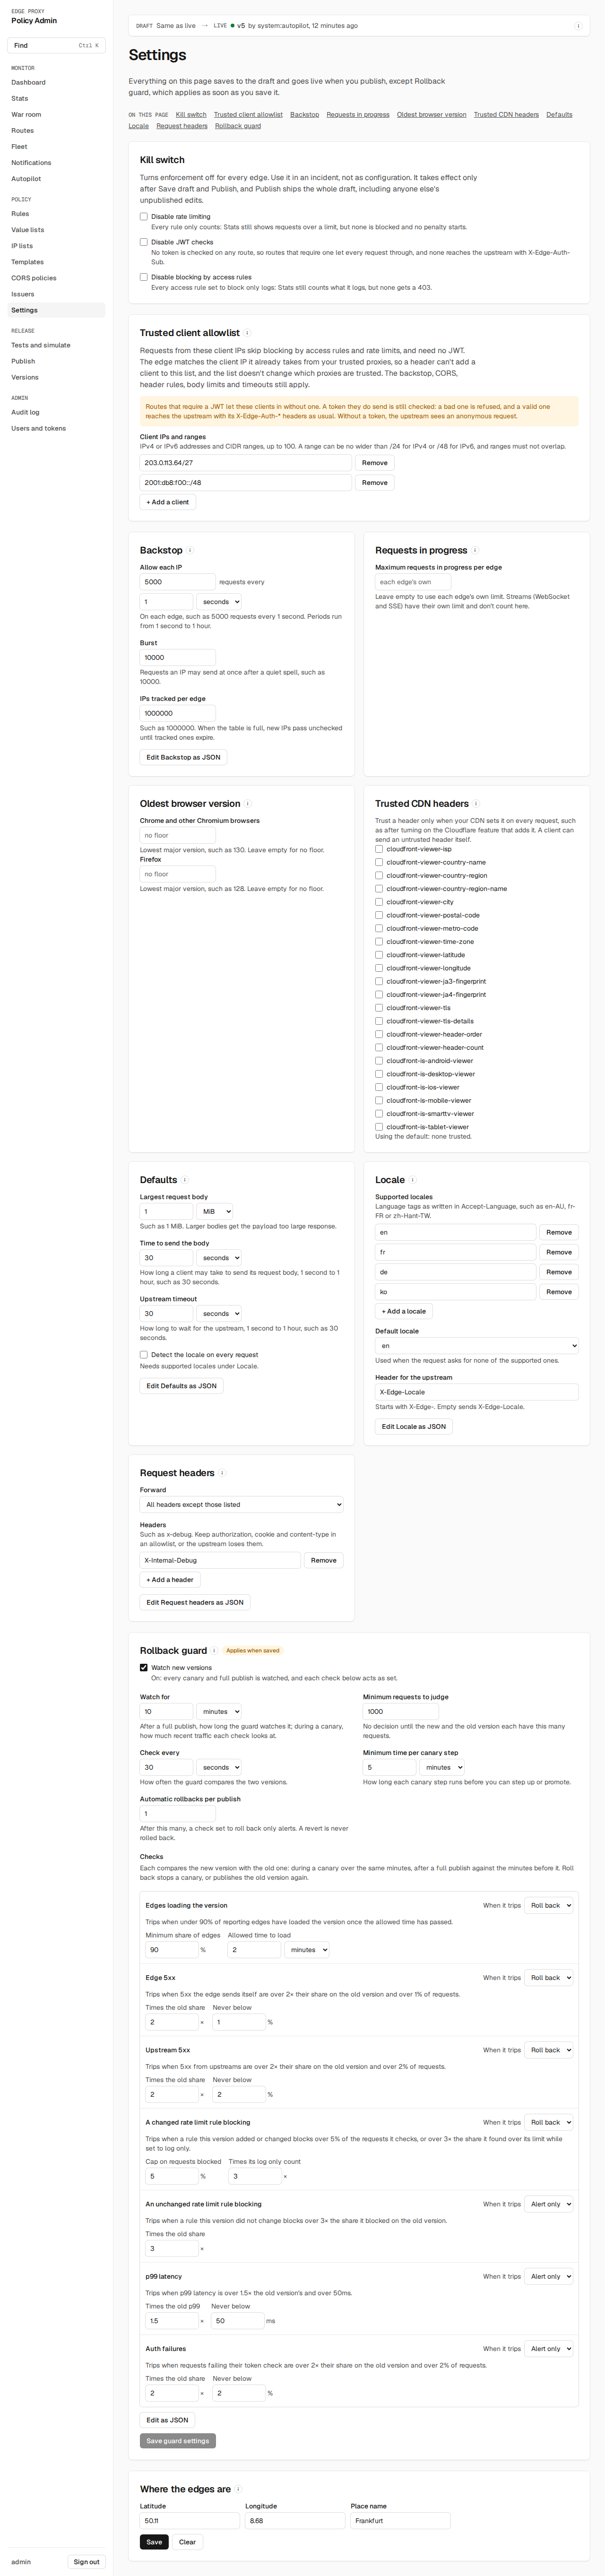 EDGE PROXY
Policy Admin
Find Ctrl K
MONITOR
Dashboard
Stats
War room
Routes
Fleet
Notifications
Autopilot
POLICY
Rules
Value lists
IP lists
Templates
CORS policies
Issuers
Settings
RELEASE
Tests and simulate
Publish
Versions
ADMIN
Audit log
Users and tokens
admin Sign out
DRAFT Same as live → LIVE v5 by system:autopilot, 12 minutes ago i
Settings
Everything on this page saves to the draft and goes live when you publish, except Rollback
guard, which applies as soon as you save it.
ON THIS PAGE Kill switch Trusted client allowlist Backstop Requests in progress Oldest browser version Trusted CDN headers Defaults
Locale Request headers Rollback guard
Kill switch
Turns enforcement off for every edge. Use it in an incident, not as configuration. It takes effect only
after Save draft and Publish, and Publish ships the whole draft, including anyone else's
unpublished edits.
Disable rate limiting
Every rule only counts: Stats still shows requests over a limit, but none is blocked and no penalty starts.
Disable JWT checks
No token is checked on any route, so routes that require one let every request through, and none reaches the upstream with X-Edge-Auth-
Sub.
Disable blocking by access rules
Every access rule set to block only logs: Stats still counts what it logs, but none gets a 403.
Trusted client allowlist i
Requests from these client IPs skip blocking by access rules and rate limits, and need no JWT.
The edge matches the client IP it already takes from your trusted proxies, so a header can't add a
client to this list, and the list doesn't change which proxies are trusted. The backstop, CORS,
header rules, body limits and timeouts still apply.
Routes that require a JWT let these clients in without one. A token they do send is still checked: a bad one is refused, and a valid one
reaches the upstream with its X-Edge-Auth-* headers as usual. Without a token, the upstream sees an anonymous request.
Client IPs and ranges
IPv4 or IPv6 addresses and CIDR ranges, up to 100. A range can be no wider than /24 for IPv4 or /48 for IPv6, and ranges must not overlap.
203.0.113.64/27 Remove
2001:db8:f00::/48 Remove
+ Add a client
Backstop i
Allow each IP
5000 requests every
1 seconds
On each edge, such as 5000 requests every 1 second. Periods run
from 1 second to 1 hour.
Burst
10000
Requests an IP may send at once after a quiet spell, such as
10000.
IPs tracked per edge
1000000
Such as 1000000. When the table is full, new IPs pass unchecked
until tracked ones expire.
Edit Backstop as JSON
Requests in progress i
Maximum requests in progress per edge
each edge's own
Leave empty to use each edge's own limit. Streams (WebSocket
and SSE) have their own limit and don't count here.
Oldest browser version i
Chrome and other Chromium browsers
no floor
Lowest major version, such as 130. Leave empty for no floor.
Firefox
no floor
Lowest major version, such as 128. Leave empty for no floor.
Trusted CDN headers i
Trust a header only when your CDN sets it on every request, such
as after turning on the Cloudflare feature that adds it. A client can
send an untrusted header itself.
cloudfront-viewer-isp
cloudfront-viewer-country-name
cloudfront-viewer-country-region
cloudfront-viewer-country-region-name
cloudfront-viewer-city
cloudfront-viewer-postal-code
cloudfront-viewer-metro-code
cloudfront-viewer-time-zone
cloudfront-viewer-latitude
cloudfront-viewer-longitude
cloudfront-viewer-ja3-fingerprint
cloudfront-viewer-ja4-fingerprint
cloudfront-viewer-tls
cloudfront-viewer-tls-details
cloudfront-viewer-header-order
cloudfront-viewer-header-count
cloudfront-is-android-viewer
cloudfront-is-desktop-viewer
cloudfront-is-ios-viewer
cloudfront-is-mobile-viewer
cloudfront-is-smarttv-viewer
cloudfront-is-tablet-viewer
Using the default: none trusted.
Defaults i
Largest request body
1 MiB
Such as 1 MiB. Larger bodies get the payload too large response.
Time to send the body
30 seconds
How long a client may take to send its request body, 1 second to 1
hour, such as 30 seconds.
Upstream timeout
30 seconds
How long to wait for the upstream, 1 second to 1 hour, such as 30
seconds.
Detect the locale on every request
Needs supported locales under Locale.
Edit Defaults as JSON
Locale i
Supported locales
Language tags as written in Accept-Language, such as en-AU, fr-
FR or zh-Hant-TW.
en Remove
fr Remove
de Remove
ko Remove
+ Add a locale
Default locale
en
Used when the request asks for none of the supported ones.
Header for the upstream
X-Edge-Locale
Starts with X-Edge-. Empty sends X-Edge-Locale.
Edit Locale as JSON
Request headers i
Forward
All headers except those listed
Headers
Such as x-debug. Keep authorization, cookie and content-type in
an allowlist, or the upstream loses them.
X-Internal-Debug Remove
+ Add a header
Edit Request headers as JSON
Rollback guard i Applies when saved
Watch new versions
On: every canary and full publish is watched, and each check below acts as set.
Watch for
10 minutes
After a full publish, how long the guard watches it; during a canary,
how much recent traffic each check looks at.
Minimum requests to judge
1000
No decision until the new and the old version each have this many
requests.
Check every
30 seconds
How often the guard compares the two versions.
Minimum time per canary step
5 minutes
How long each canary step runs before you can step up or promote.
Automatic rollbacks per publish
1
After this many, a check set to roll back only alerts. A revert is never
rolled back.
Checks
Each compares the new version with the old one: during a canary over the same minutes, after a full publish against the minutes before it. Roll
back stops a canary, or publishes the old version again.
Edges loading the version When it trips Roll back
Trips when under 90% of reporting edges have loaded the version once the allowed time has passed.
Minimum share of edges Allowed time to load
90 % 2 minutes
Edge 5xx When it trips Roll back
Trips when 5xx the edge sends itself are over 2× their share on the old version and over 1% of requests.
Times the old share Never below
2 × 1 %
Upstream 5xx When it trips Roll back
Trips when 5xx from upstreams are over 2× their share on the old version and over 2% of requests.
Times the old share Never below
2 × 2 %
A changed rate limit rule blocking When it trips Roll back
Trips when a rule this version added or changed blocks over 5% of the requests it checks, or over 3× the share it found over its limit while
set to log only.
Cap on requests blocked Times its log only count
5 % 3 ×
An unchanged rate limit rule blocking When it trips Alert only
Trips when a rule this version did not change blocks over 3× the share it blocked on the old version.
Times the old share
3 ×
p99 latency When it trips Alert only
Trips when p99 latency is over 1.5× the old version's and over 50ms.
Times the old p99 Never below
1.5 × 50 ms
Auth failures When it trips Alert only
Trips when requests failing their token check are over 2× their share on the old version and over 2% of requests.
Times the old share Never below
2 × 2 %
Edit as JSON
Save guard settings
Where the edges are i
Latitude Longitude Place name
50.11 8.68 Frankfurt
Save Clear